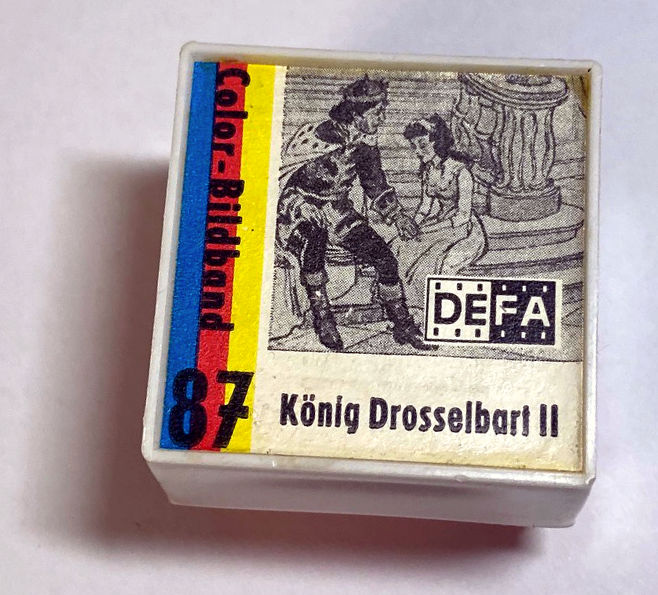 Color-Bildband
87
DEFA
König Drosselbart II